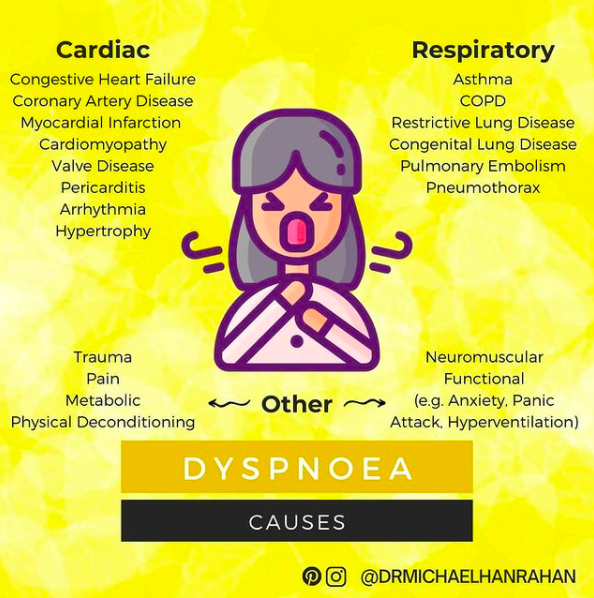 Cardiac
Congestive Heart Failure
Coronary Artery Disease
Myocardial Infarction
Cardiomyopathy
Valve Disease
Pericarditis
Arrhythmia
Hypertrophy
Respiratory
Asthma
COPD
Restrictive Lung Disease
Congenital Lung Disease
Pulmonary Embolism
Pneumothorax
Trauma
Pain
Metabolic
Physical Deconditioning
Other
Neuromuscular
Functional
(e.g. Anxiety, Panic
Attack, Hyperventilation)
DYSPNOEA
CAUSES
@DRMICHAELHANRAHAN